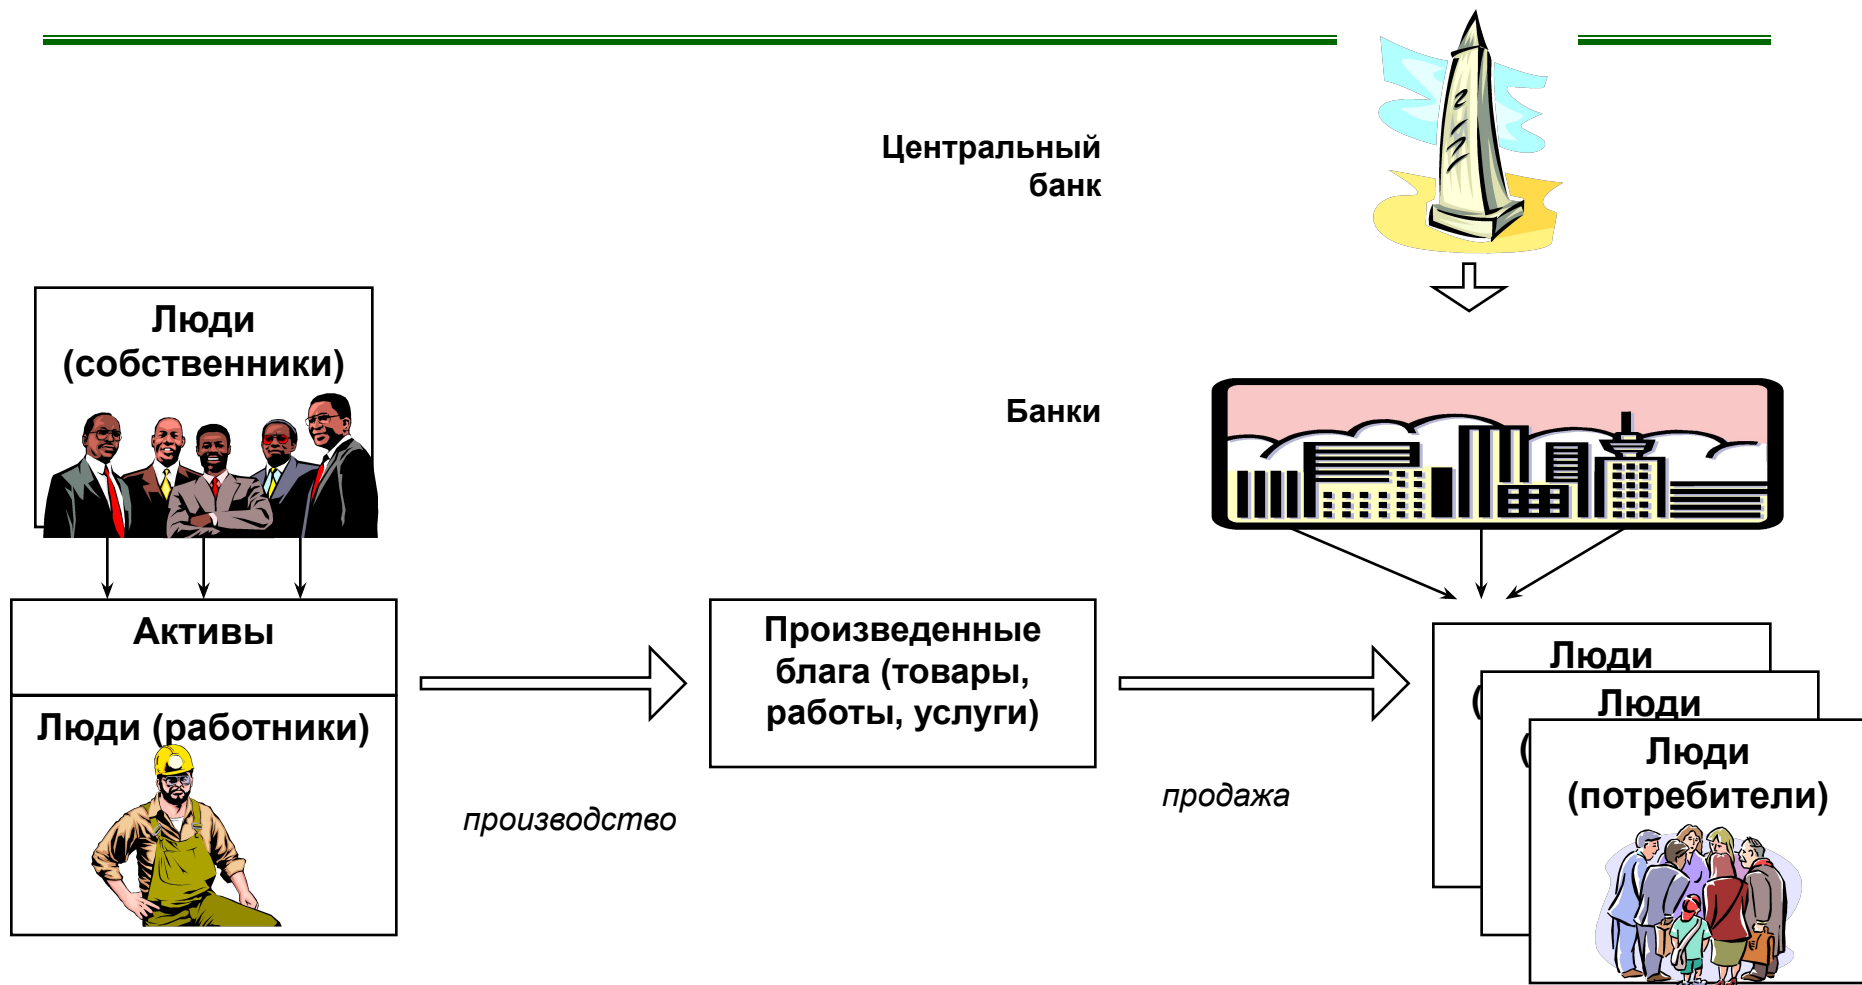 Центральный
банк
Люди
(собственники)
Банки
Активы
Люди (работники)
производство
Произведенные
блага (товары,
работы, услуги)
продажа
Люди
(
Люди
(
Люди
(потребители)